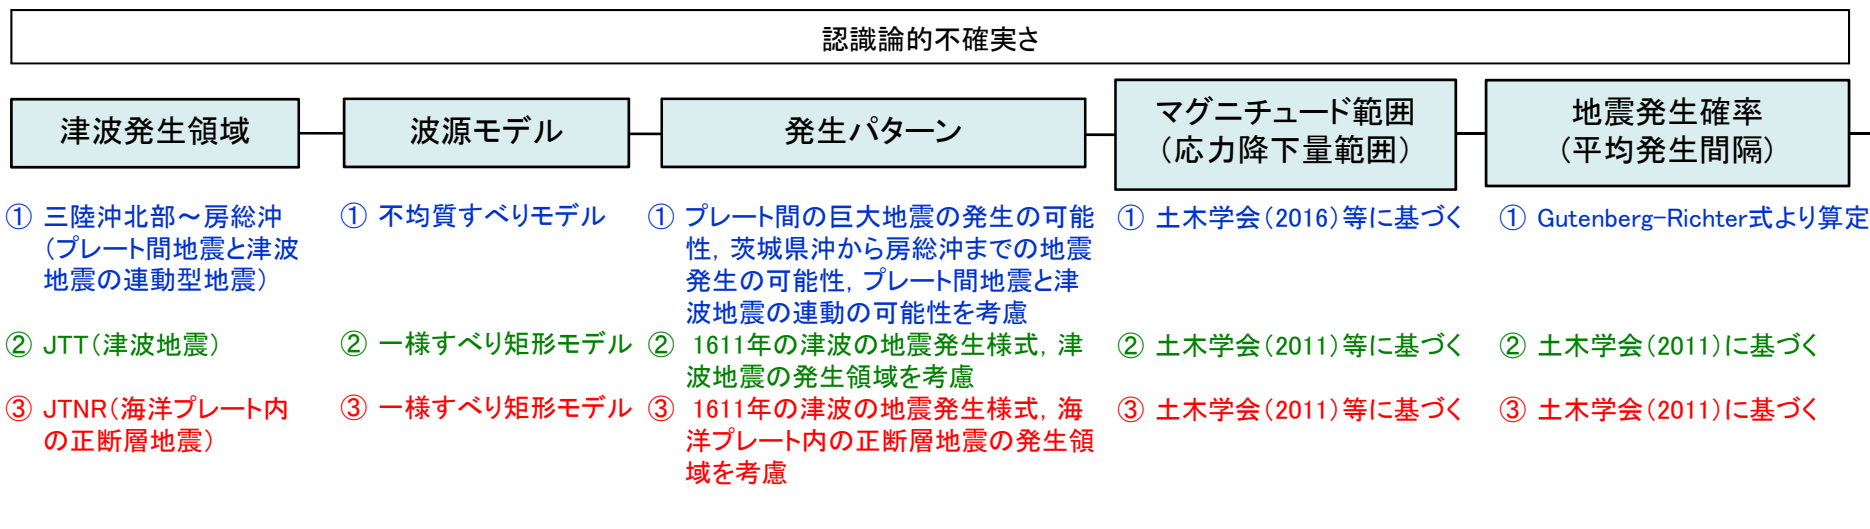 認識論的不確実さ
津波発生領域
波源モデル
発生パターン
マグニチュード範囲
(応力降下量範囲)
地震発生確率
(平均発生間隔)
① 三陸沖北部～房総沖
(プレート間地震と津波
地震の連動型地震)
② JTT(津波地震)
③ JTNR(海洋プレート内
の正断層地震)
① 不均質すべりモデル
② 一様すべり矩形モデル
③ 一様すべり矩形モデル
① プレート間の巨大地震の発生の可能
性，茨城県沖から房総沖までの地震
発生の可能性，プレート間地震と津
波地震の連動の可能性を考慮
② 1611年の津波の地震発生様式，津
波地震の発生領域を考慮
③ 1611年の津波の地震発生様式，海
洋プレート内の正断層地震の発生領
域を考慮
① 土木学会(2016)等に基づく
② 土木学会(2011)等に基づく
③ 土木学会(2011)等に基づく
① Gutenberg-Richter式より算定
② 土木学会(2011)に基づく
③ 土木学会(2011)に基づく